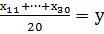 x₁₁+⋯+x₃₀ / 20 = y